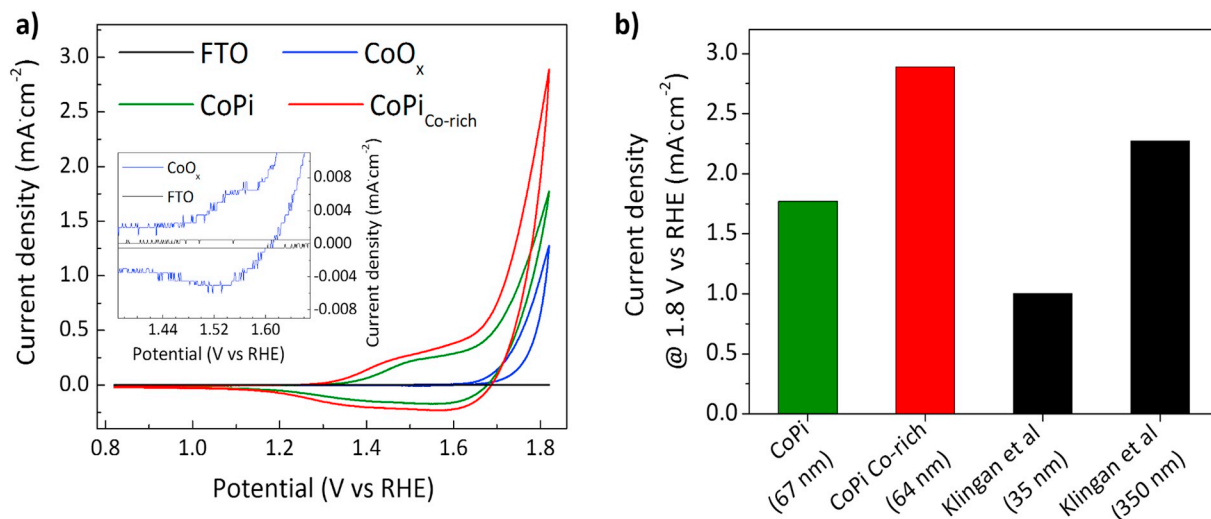 a)
FTO
CoOx
CoPi
CoPiCo-rich
Current density (mA·cm-2)
3.0
2.5
2.0
1.5
1.0
0.5
0.0
0.8 1.0 1.2 1.4 1.6 1.8
Potential (V vs RHE)
CoOx
FTO
0.008
0.004
0.000
-0.004
-0.008
Current density (mA·cm-2)
1.44 1.52 1.60
Potential (V vs RHE)
b)
Current density
@ 1.8 V vs RHE (mA·cm-2)
3.0
2.5
2.0
1.5
1.0
0.5
0.0
CoPi
(67 nm)
CoPi Co-rich
(64 nm)
Klingan et al
(35 nm)
Klingan et al
(350 nm)